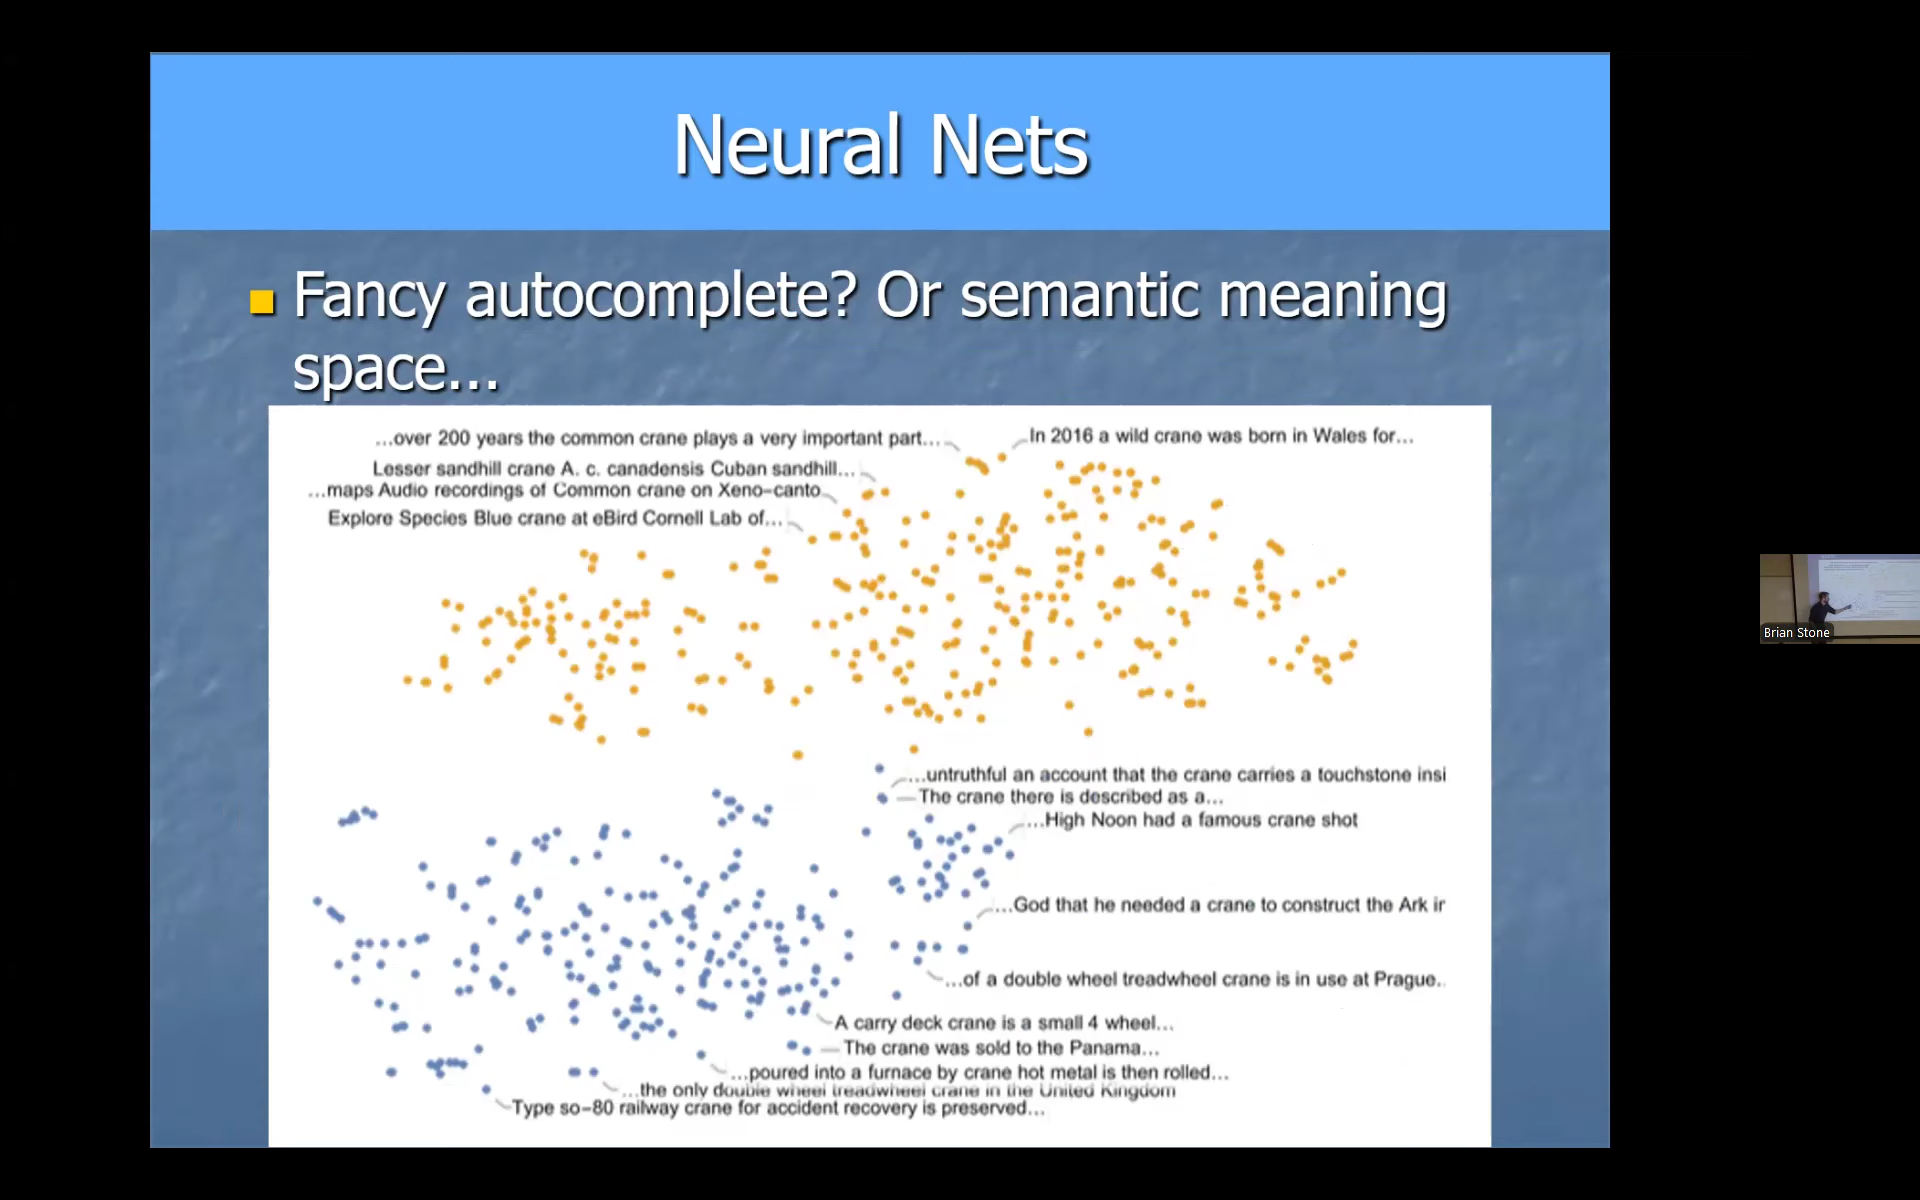 Neural Nets
Fancy autocomplete? Or semantic meaning
space...
...over 200 years the common crane plays a very important part...
In 2016 a wild crane was born in Wales for...
Lesser sandhill crane A. c. canadensis Cuban sandhill...
...maps Audio recordings of Common crane on Xeno-canto
Explore Species Blue crane at eBird Cornell Lab of...
...untruthful an account that the crane carries a touchstone insi
The crane there is described as a...
...High Noon had a famous crane shot
...God that he needed a crane to construct the Ark ir
...of a double wheel treadwheel crane is in use at Prague..
A carry deck crane is a small 4 wheel...
The crane was sold to the Panama...
...poured into a furnace by crane hot metal is then rolled...
...the only double wheel treadwheel crane in the United Kingdom
Type so-80 railway crane for accident recovery is preserved...
Brian Stone